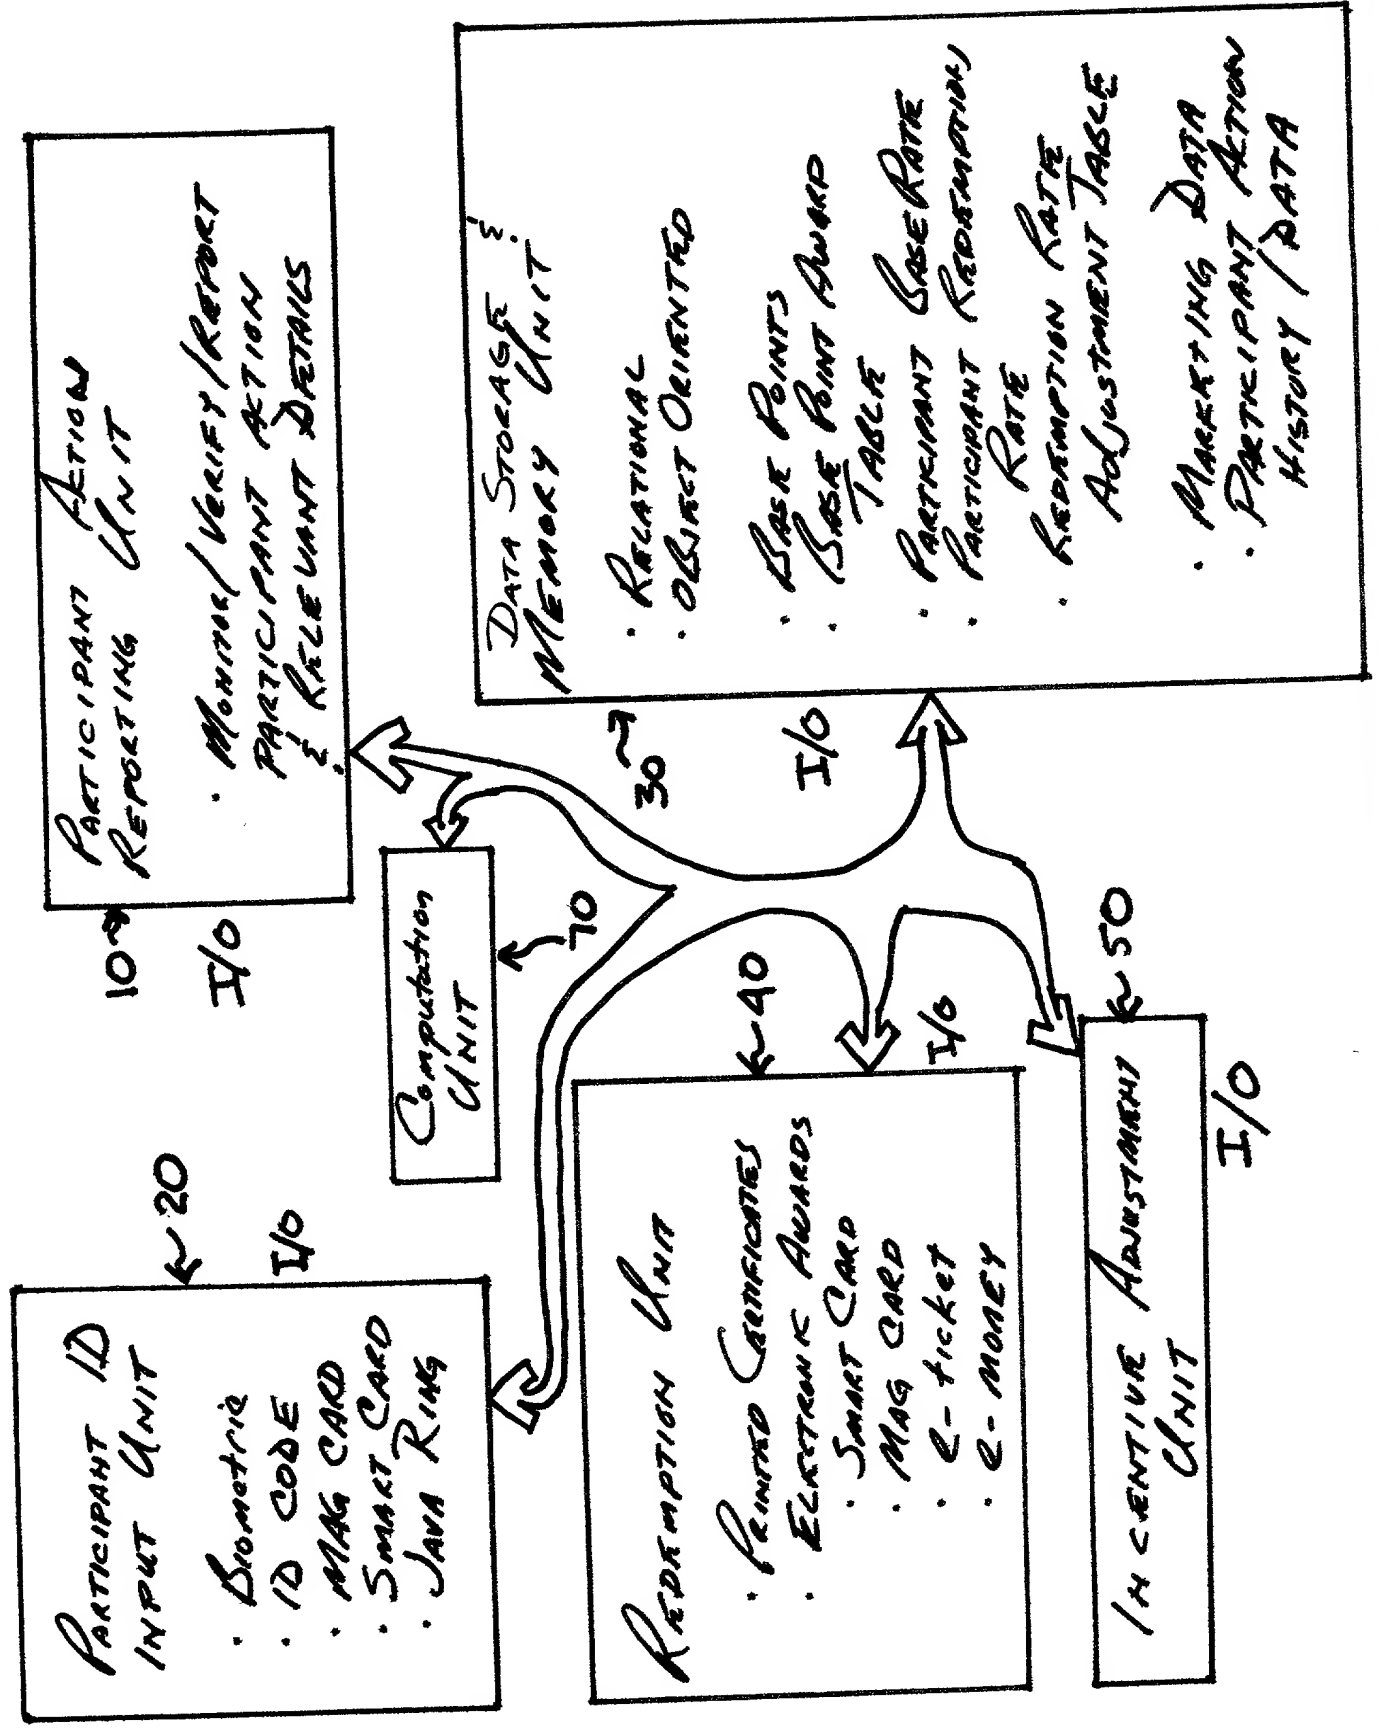 PARTICIPANT ID
INPUT UNIT
· Biometric
· ID CODE
· MAG CARD
· SMART CARD
· JAVA RING
~20
I/O
PARTICIPANT ACTION
REPORTING UNIT
· MONITOR/VERIFY/REPORT
PARTICIPANT ACTION
& RELEVANT DETAILS
10~
I/O
Computation
UNIT
70
REDEMPTION UNIT
· PRINTED CERTIFICATES
· ELECTRONIC AWARDS
· SMART CARD
· MAG CARD
· e-ticket
· e-MONEY
~40
I/O
DATA STORAGE &
MEMORY UNIT
· RELATIONAL
· OBJECT ORIENTED
· BASE POINTS
· BASE POINT AWARD
TABLE
· PARTICIPANT BASE RATE
· PARTICIPANT REDEMPTION
RATE
· REDEMPTION RATE
ADJUSTMENT TABLE
· MARKETING DATA
· PARTICIPANT ACTION
HISTORY/DATA
30~
I/O
INCENTIVE ADJUSTMENT
UNIT
~50
I/O